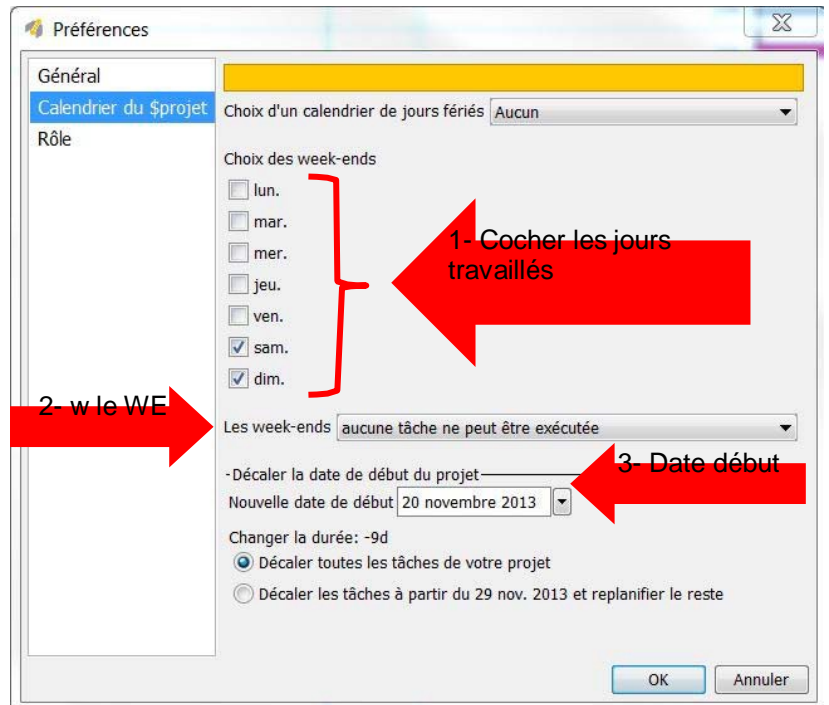 Préférences
Général
Calendrier du $projet
Rôle
Choix d'un calendrier de jours fériés Aucun
Choix des week-ends
lun.
mar.
mer.
jeu.
ven.
sam.
dim.
1- Cocher les jours
travaillés
2- w le WE
Les week-ends aucune tâche ne peut être exécutée
3- Date début
-Décaler la date de début du projet
Nouvelle date de début 20 novembre 2013
Changer la durée: -9d
Décaler toutes les tâches de votre projet
Décaler les tâches à partir du 29 nov. 2013 et replanifier le reste
OK Annuler